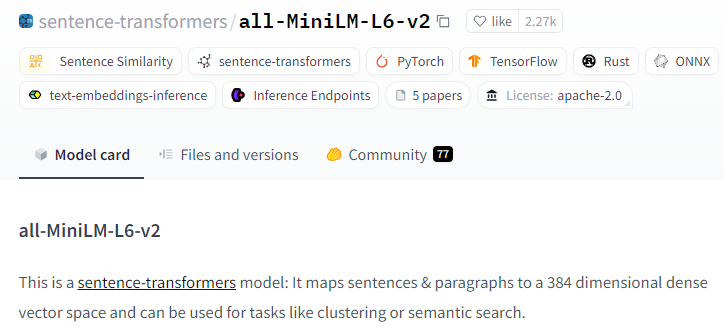 sentence-transformers/all-MiniLM-L6-v2 like 2.27k
Sentence Similarity sentence-transformers PyTorch TensorFlow Rust ONNX
text-embeddings-inference Inference Endpoints 5 papers License: apache-2.0
Model card Files and versions Community 77
all-MiniLM-L6-v2
This is a sentence-transformers model: It maps sentences & paragraphs to a 384 dimensional dense
vector space and can be used for tasks like clustering or semantic search.